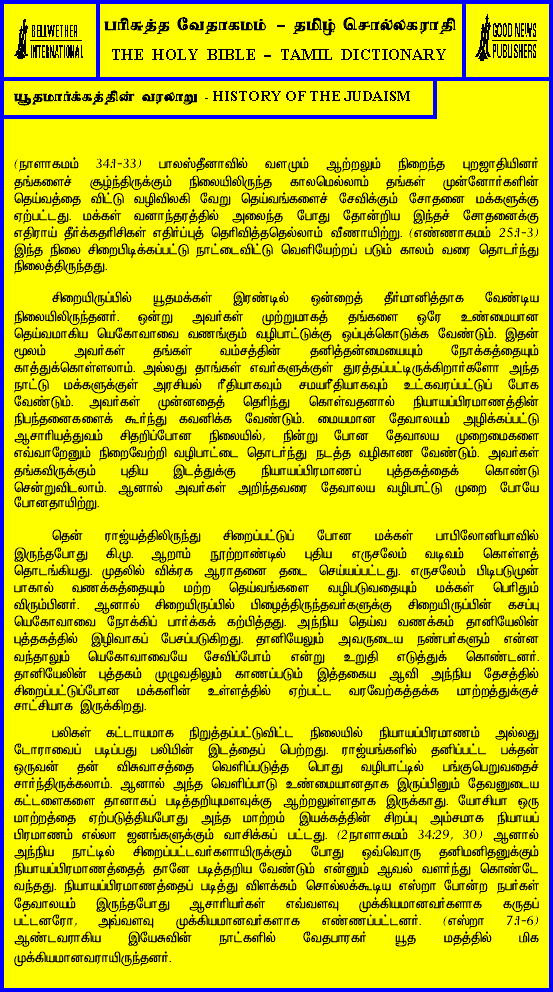 BELLWETHER
INTERNATIONAL
பரிசுத்த வேதாகமம் – தமிழ் சொல்லகராதி
THE HOLY BIBLE – TAMIL DICTIONARY
GOOD NEWS
PUBLISHERS
யூதமார்க்கத்தின் வரலாறு - HISTORY OF THE JUDAISM
(நாளாகமம் 34:1-33) பாலஸ்தீனாவில் வளமும் ஆற்றலும் நிறைந்த புறஜாதியினர்
தங்களைச் சூழ்ந்திருக்கும் நிலையிலிருந்த காலமெல்லாம் தங்கள் முன்னோர்களின்
தெய்வத்தை விட்டு வழிவிலகி வேறு தெய்வங்களைச் சேவிக்கும் சோதனை மக்களுக்கு
ஏற்பட்டது. மக்கள் வனாந்தரத்தில் அலைந்த போது தோன்றிய இந்தச் சோதனைக்கு
எதிராய் தீர்க்கதரிசிகள் எதிர்ப்புத் தெரிவித்ததெல்லாம் வீணாயிற்று. (எண்ணாகமம் 25:1-3)
இந்த நிலை சிறைபிடிக்கப்பட்டு நாட்டைவிட்டு வெளியேற்றப் படும் காலம் வரை தொடர்ந்து
நிலைத்திருந்தது.
சிறையிருப்பில் யூதமக்கள் இரண்டில் ஒன்றைத் தீர்மானித்தாக வேண்டிய
நிலையிலிருந்தனர். ஒன்று அவர்கள் முற்றுமாகத் தங்களை ஒரே உண்மையான
தெய்வமாகிய யெகோவாவை வணங்கும் வழிபாட்டுக்கு ஒப்புக்கொடுக்க வேண்டும். இதன்
மூலம் அவர்கள் தங்கள் வம்சத்தின் தனித்தன்மையையும் நோக்கத்தையும்
காத்துக்கொள்ளலாம். அல்லது தாங்கள் எவர்களுக்குள் துரத்தப்பட்டிருக்கிறார்களோ அந்த
நாட்டு மக்களுக்குள் அரசியல் ரீதியாகவும் சமயரீதியாகவும் உட்கவரப்பட்டுப் போக
வேண்டும். அவர்கள் முன்னதைத் தெரிந்து கொள்வதனால் நியாயப்பிரமாணத்தின்
நிபந்தனைகளைக் கூர்ந்து கவனிக்க வேண்டும். மையமான தேவாலயம் அழிக்கப்பட்டு
ஆசாரியத்துவம் சிதறிப்போன நிலையில், நின்று போன தேவாலய முறைமைகளை
எவ்வாறேனும் நிறைவேற்றி வழிபாட்டை தொடர்ந்து நடத்த வழிகாண வேண்டும். அவர்கள்
தங்கவிருக்கும் புதிய இடத்துக்கு நியாயப்பிரமாணப் புத்தகத்தைக் கொண்டு
சென்றுவிடலாம். ஆனால் அவர்கள் அறிந்தவரை தேவாலய வழிபாட்டு முறை போயே
போனதாயிற்று.
தென் ராஜ்யத்திலிருந்து சிறைப்பட்டுப் போன மக்கள் பாபிலோனியாவில்
இருந்தபோது கி.மு. ஆறாம் நூற்றாண்டில் புதிய எருசலேம் வடிவம் கொள்ளத்
தொடங்கியது. முதலில் விக்ரக ஆராதனை தடை செய்யப்பட்டது. எருசலேம் பிடிபடுமுன்
பாகால் வணக்கத்தையும் மற்ற தெய்வங்களை வழிபடுவதையும் மக்கள் பெரிதும்
விரும்பினர். ஆனால் சிறையிருப்பில் பிழைத்திருந்தவர்களுக்கு சிறையிருப்பின் கசப்பு
யெகோவாவை நோக்கிப் பார்க்கக் கற்பித்தது. அந்நிய தெய்வ வணக்கம் தானியேலின்
புத்தகத்தில் இழிவாகப் பேசப்படுகிறது. தானியேலும் அவருடைய நண்பர்களும் என்ன
வந்தாலும் யெகோவாவையே சேவிப்போம் என்று உறுதி எடுத்துக் கொண்டனர்.
தானியேலின் புத்தகம் முழுவதிலும் காணப்படும் இத்தகைய ஆவி அந்நிய தேசத்தில்
சிறைப்பட்டுப்போன மக்களின் உள்ளத்தில் ஏற்பட்ட வரவேற்கத்தக்க மாற்றத்துக்குச்
சாட்சியாக இருக்கிறது.
பலிகள் கட்டாயமாக நிறுத்தப்பட்டுவிட்ட நிலையில் நியாயப்பிரமாணம் அல்லது
டோராவைப் படிப்பது பலியின் இடத்தைப் பெற்றது. ராஜ்யங்களில் தனிப்பட்ட பக்தன்
ஒருவன் தன் விசுவாசத்தை வெளிப்படுத்த பொது வழிபாட்டில் பங்குபெறுவதைச்
சார்ந்திருக்கலாம். ஆனால் அந்த வெளிப்பாடு உண்மையானதாக இருப்பினும் தேவனுடைய
கட்டளைகளை தானாகப் படித்தறியுமளவுக்கு ஆற்றலுள்ளதாக இருக்காது. யோசியா ஒரு
மாற்றத்தை ஏற்படுத்தியபோது அந்த மாற்றம் இயக்கத்தின் சிறப்பு அம்சமாக நியாயப்
பிரமாணம் எல்லா ஜனங்களுக்கும் வாசிக்கப் பட்டது. (2நாளாகமம் 34:29, 30) ஆனால்
அந்நிய நாட்டில் சிறைப்பட்டவர்களாயிருக்கும் போது ஒவ்வொரு தனிமனிதனுக்கும்
நியாயப்பிரமாணத்தைத் தானே படித்தறிய வேண்டும் என்னும் ஆவல் வளர்ந்து கொண்டே
வந்தது. நியாயப்பிரமாணத்தைப் படித்து விளக்கம் சொல்லக்கூடிய எஸ்றா போன்ற நபர்கள்
தேவாலயம் இருந்தபோது ஆசாரியர்கள் எவ்வளவு முக்கியமானவர்களாக கருதப்
பட்டனரோ, அவ்வளவு முக்கியமானவர்களாக எண்ணப்பட்டனர். (எஸ்றா 7:1-6)
ஆண்டவராகிய இயேசுவின் நாட்களில் வேதபாரகர் யூத மதத்தில் மிக
முக்கியமானவராயிருந்தனர்.